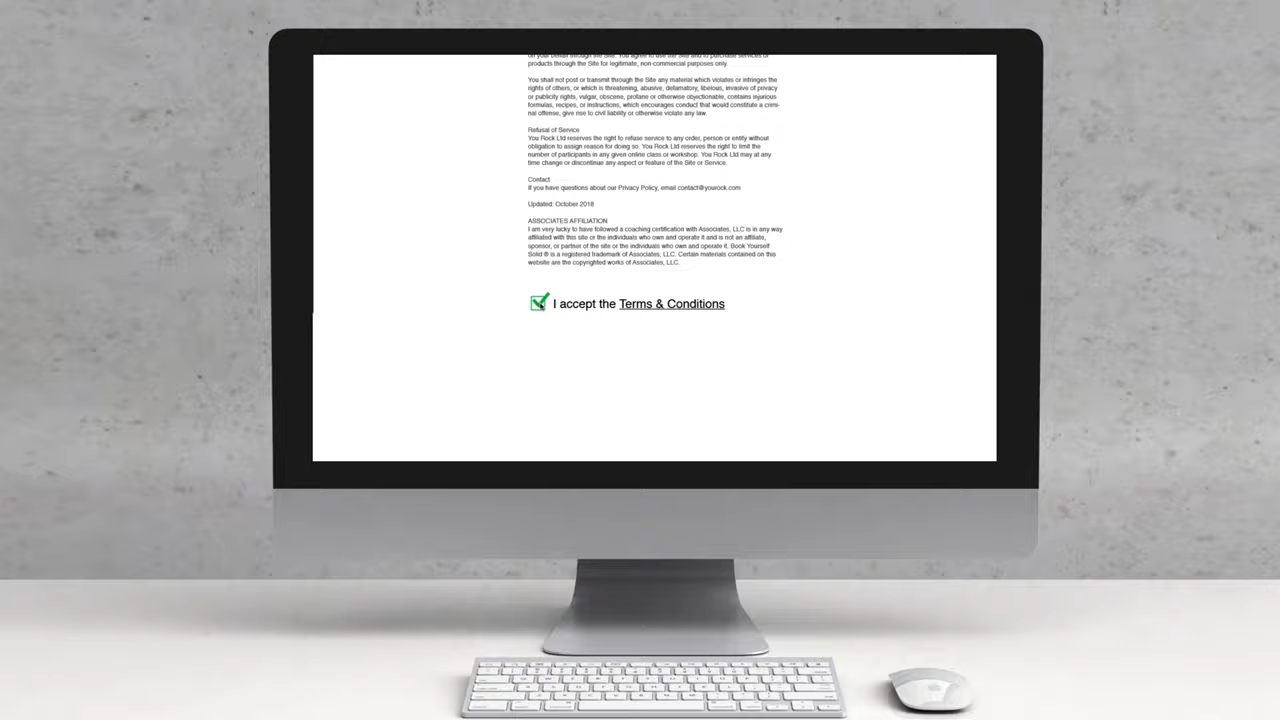 on your behalf through the Site. You agree to use the Site and to purchase services or
products through the Site for legitimate, non-commercial purposes only.
You shall not post or transmit through the Site any material which violates or infringes the
rights of others, or which is threatening, abusive, defamatory, libelous, invasive of privacy
or publicity rights, vulgar, obscene, profane or otherwise objectionable, contains injurious
formulas, recipes, or instructions, which encourages conduct that would constitute a crimi-
nal offense, give rise to civil liability or otherwise violate any law.
Refusal of Service
You Rock Ltd reserves the right to refuse service to any order, person or entity without
obligation to assign reason for doing so. You Rock Ltd reserves the right to limit the
number of participants in any given online class or workshop. You Rock Ltd may at any
time change or discontinue any aspect or feature of the Site or Service.
Contact
If you have questions about our Privacy Policy, email contact@yourock.com
Updated: October 2018
ASSOCIATES AFFILIATION
I am very lucky to have followed a coaching certification with Associates, LLC is in any way
affiliated with this site or the individuals who own and operate it and is not an affiliate,
sponsor, or partner of the site or the individuals who own and operate it. Book Yourself
Solid ® is a registered trademark of Associates, LLC. Certain materials contained on this
website are the copyrighted works of Associates, LLC.
I accept the Terms & Conditions